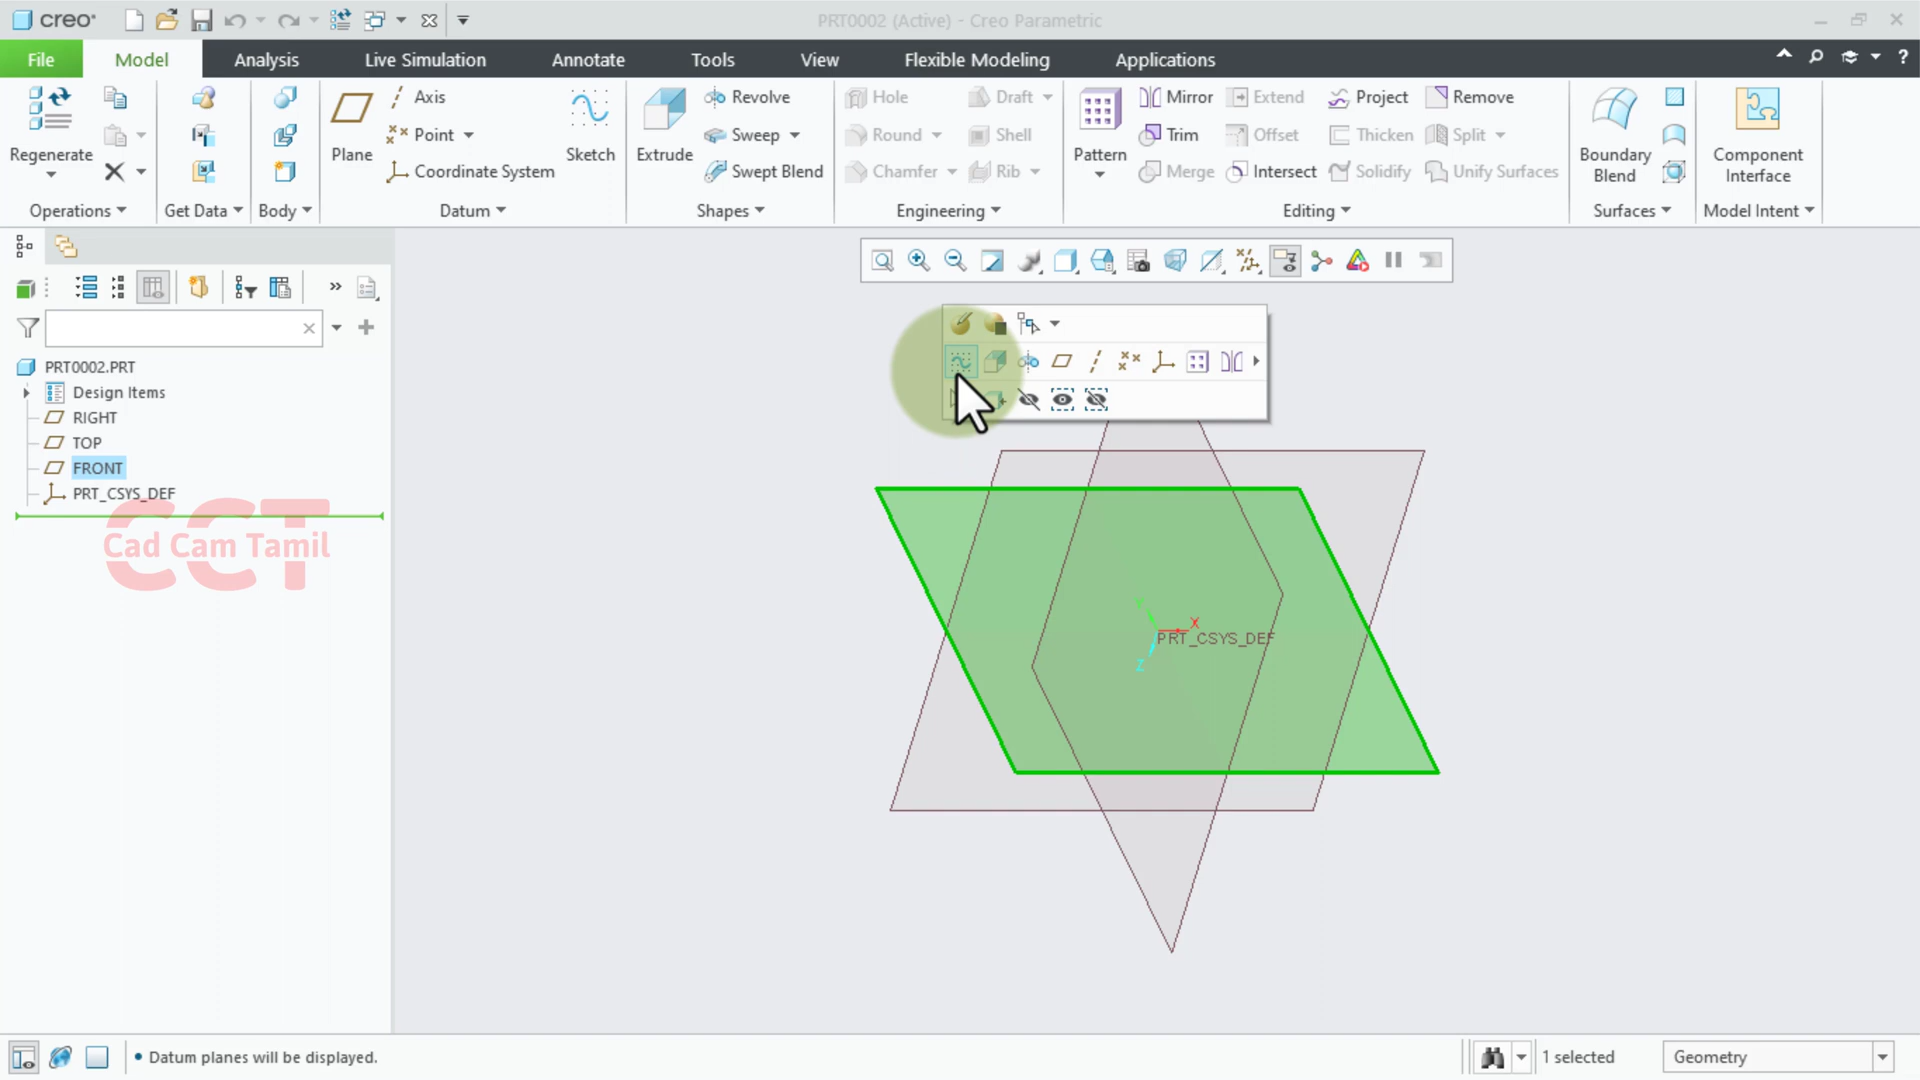 creo
PRT0002 (Active) - Creo Parametric
File Model Analysis Live Simulation Annotate Tools View Flexible Modeling Applications
Regenerate
Operations
Get Data
Body
Plane
Axis
Point
Coordinate System
Sketch
Datum
Extrude
Revolve
Sweep
Swept Blend
Shapes
Hole
Draft
Round
Shell
Chamfer
Rib
Engineering
Pattern
Mirror
Extend
Project
Remove
Trim
Offset
Thicken
Split
Merge
Intersect
Solidify
Unify Surfaces
Editing
Boundary
Blend
Surfaces
Component
Interface
Model Intent
PRT0002.PRT
Design Items
RIGHT
TOP
FRONT
PRT_CSYS_DEF
CCT
Cad Cam Tamil
X
PRT_CSYS_DEF
Z
• Datum planes will be displayed.
1 selected
Geometry